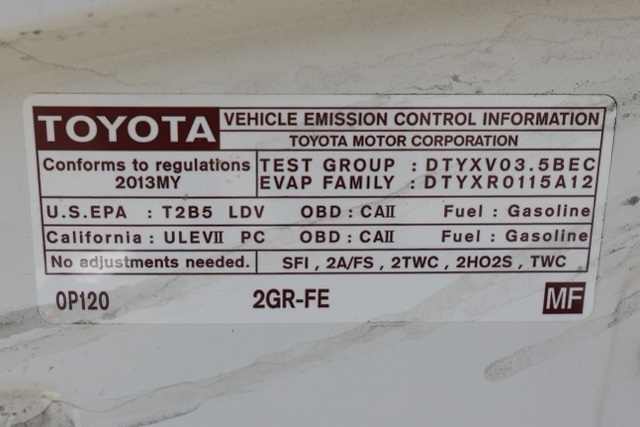 TOYOTA VEHICLE EMISSION CONTROL INFORMATION
TOYOTA MOTOR CORPORATION
Conforms to regulations
2013MY
TEST GROUP : DTYXV03.5BEC
EVAP FAMILY : DTYXR0115A12
U.S.EPA : T2B5 LDV OBD : CAII Fuel : Gasoline
California : ULEVII PC OBD : CAII Fuel : Gasoline
No adjustments needed. SFI , 2A/FS , 2TWC , 2HO2S , TWC
0P120 2GR-FE MF